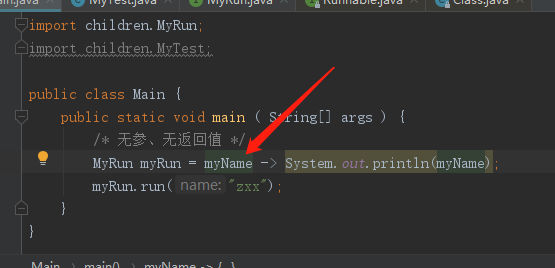 ain.java MyTest.java MyRun.java Runnable.java Class.java
import children.MyRun;
import children.MyTest;
public class Main {
public static void main ( String[] args ) {
/* 无参、无返回值 */
MyRun myRun = myName -> System.out.println(myName);
myRun.run( name: "zxx");
}
}
Main main() myName -> { }